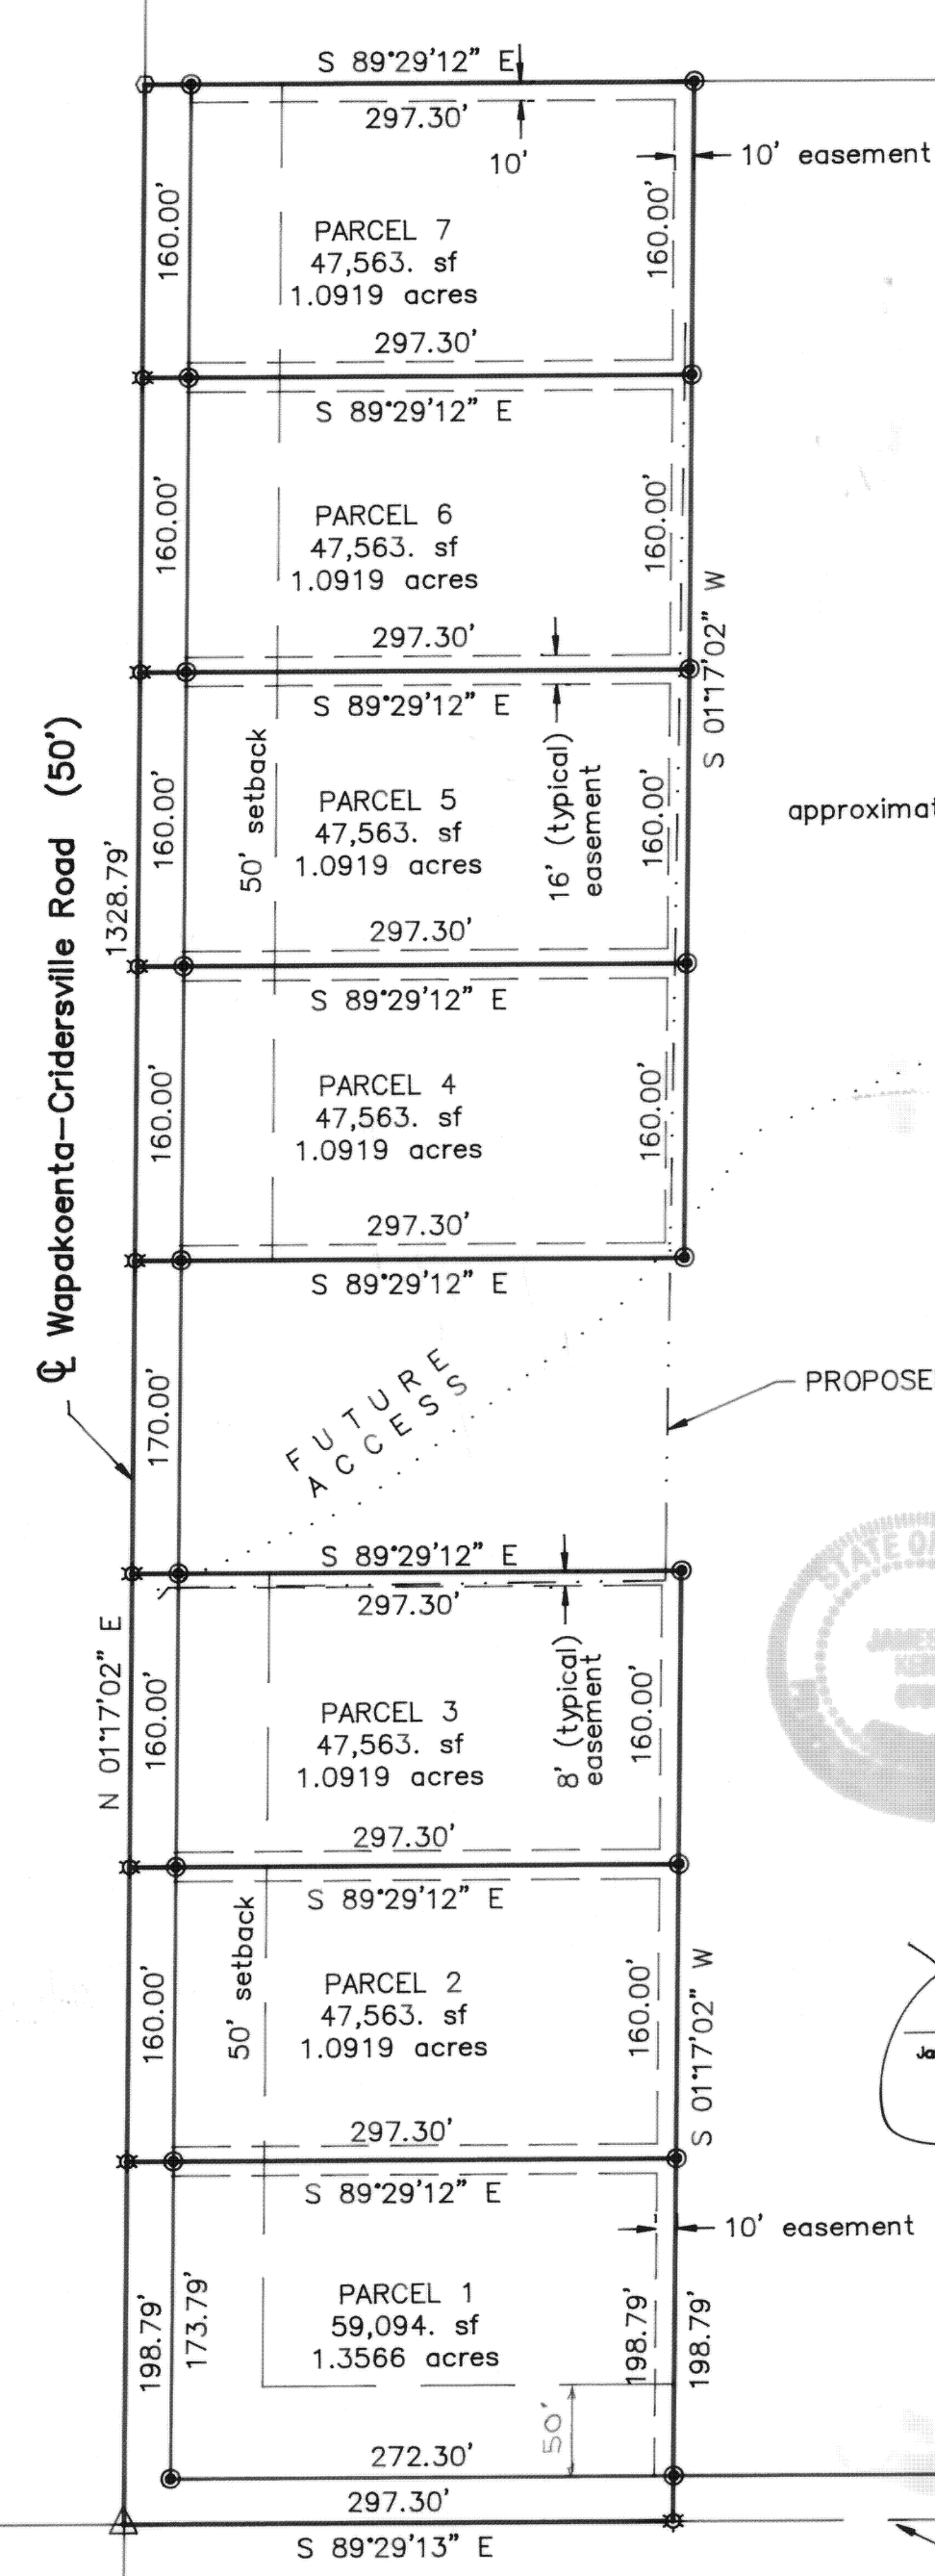 S 89°29'12" E
297.30'
10'
10' easement
160.00'
160.00'
PARCEL 7
47,563. sf
1.0919 acres
297.30'
S 89°29'12" E
160.00'
160.00'
PARCEL 6
47,563. sf
1.0919 acres
S 01°17'02" W
297.30'
S 89°29'12" E
50' setback
16' (typical)
easement
160.00'
160.00'
PARCEL 5
47,563. sf
1.0919 acres
Wapakoneta-Cridersville Road (50')
1328.79'
297.30'
S 89°29'12" E
160.00'
160.00'
PARCEL 4
47,563. sf
1.0919 acres
297.30'
S 89°29'12" E
170.00'
FUTURE
ACCESS
S 89°29'12" E
297.30'
STATE OF
JAMES
N 01°17'02" E
160.00'
160.00'
8' (typical)
easement
PARCEL 3
47,563. sf
1.0919 acres
297.30'
S 89°29'12" E
50' setback
160.00'
160.00'
PARCEL 2
47,563. sf
1.0919 acres
S 01°17'02" W
297.30'
S 89°29'12" E
10' easement
198.79'
173.79'
PARCEL 1
59,094. sf
1.3566 acres
198.79'
198.79'
50'
272.30'
297.30'
S 89°29'13" E